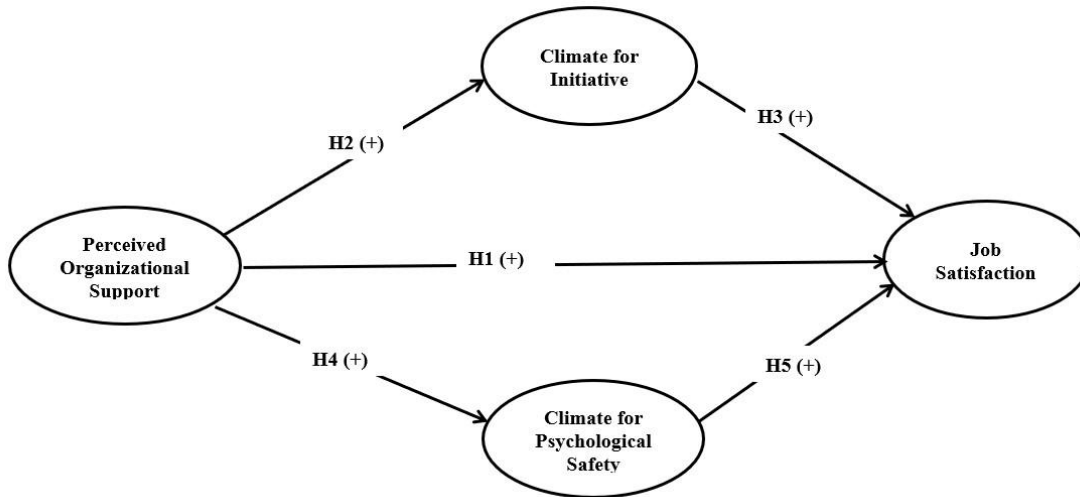 Climate for
Initiative
H2 (+)
H3 (+)
Perceived
Organizational
Support
H1 (+)
Job
Satisfaction
H4 (+)
H5 (+)
Climate for
Psychological
Safety